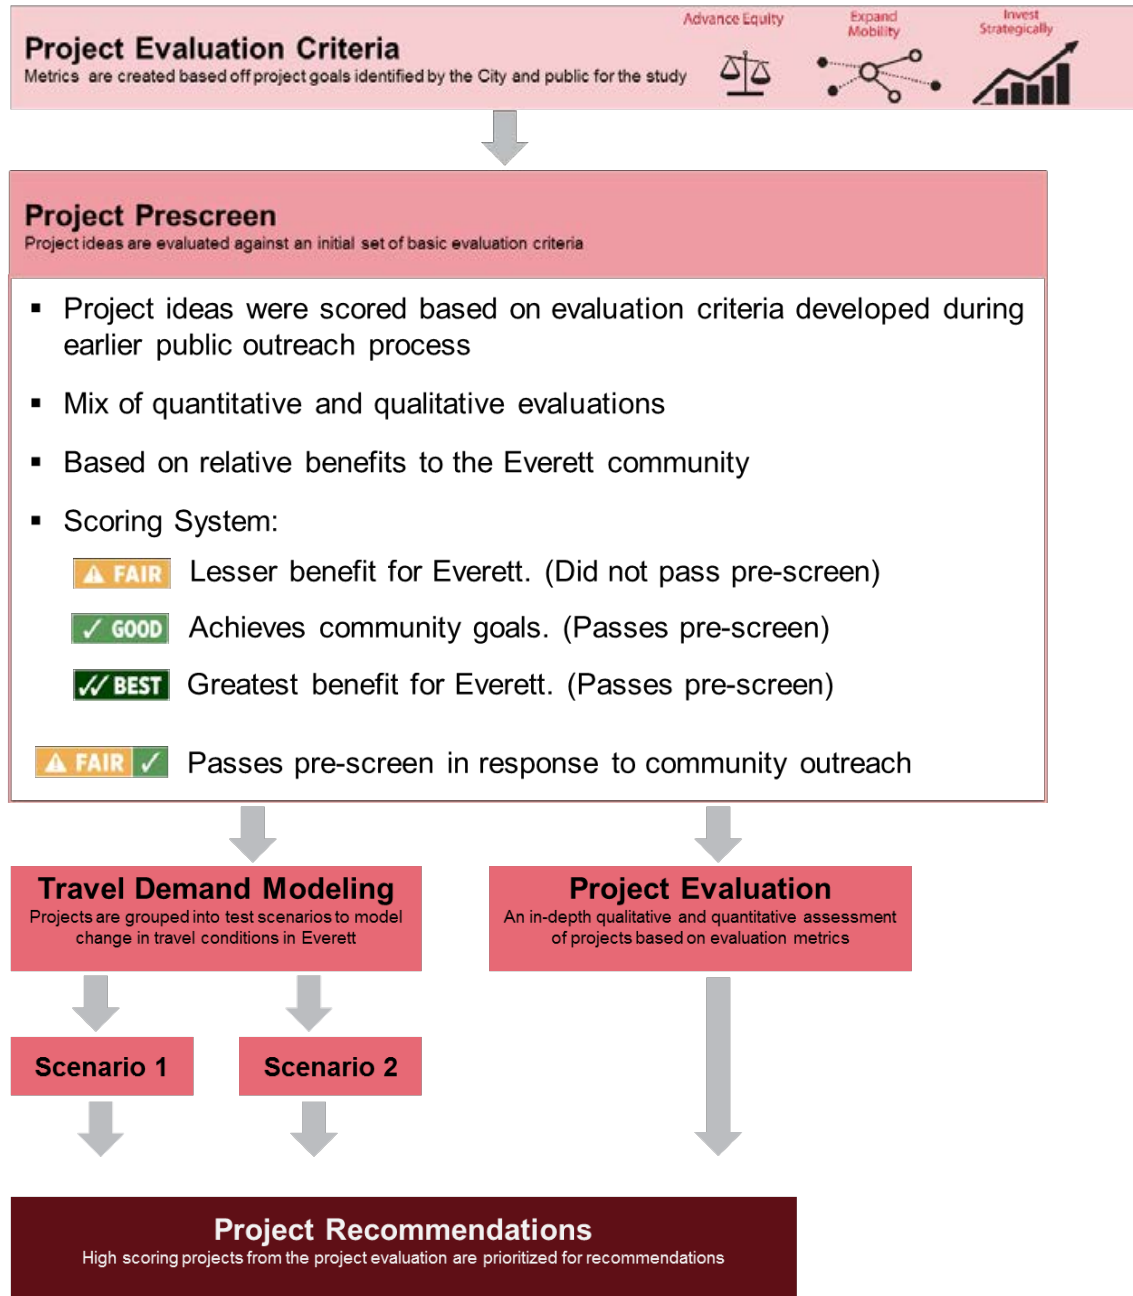 Project Evaluation Criteria
Metrics are created based off project goals identified by the City and public for the study
Advance Equity
Expand
Mobility
Invest
Strategically
Project Prescreen
Project ideas are evaluated against an initial set of basic evaluation criteria
▪ Project ideas were scored based on evaluation criteria developed during
earlier public outreach process
▪ Mix of quantitative and qualitative evaluations
▪ Based on relative benefits to the Everett community
▪ Scoring System:
FAIR Lesser benefit for Everett. (Did not pass pre-screen)
✓ GOOD Achieves community goals. (Passes pre-screen)
✓✓ BEST Greatest benefit for Everett. (Passes pre-screen)
FAIR ✓ Passes pre-screen in response to community outreach
Travel Demand Modeling
Projects are grouped into test scenarios to model
change in travel conditions in Everett
Project Evaluation
An in-depth qualitative and quantitative assessment
of projects based on evaluation metrics
Scenario 1
Scenario 2
Project Recommendations
High scoring projects from the project evaluation are prioritized for recommendations